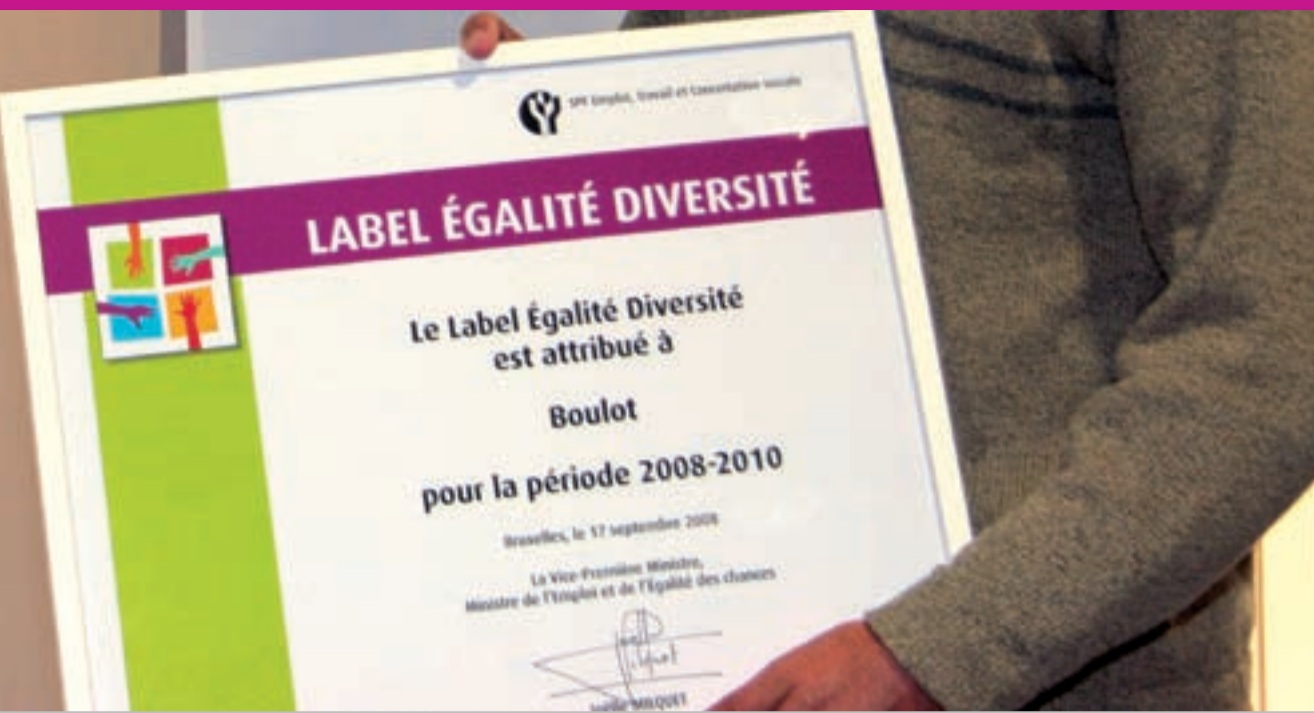 SPF Emploi, Travail et Concertation sociale
LABEL ÉGALITÉ DIVERSITÉ
Le Label Égalité Diversité
est attribué à
Boulot
pour la période 2008-2010
Bruxelles, le 17 septembre 2008
La Vice-Première Ministre,
Ministre de l'Emploi et de l'Égalité des chances
Joëlle MILQUET